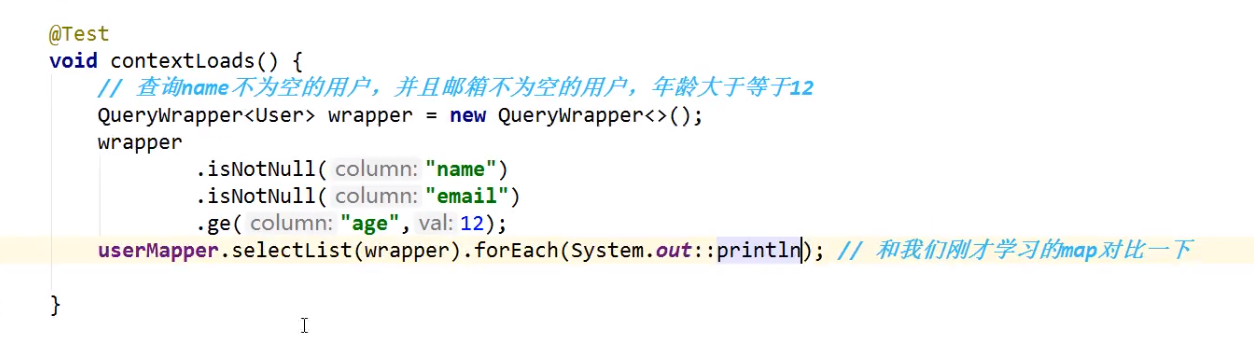 @Test
void contextLoads() {
// 查询name不为空的用户，并且邮箱不为空的用户，年龄大于等于12
QueryWrapper<User> wrapper = new QueryWrapper<>();
wrapper
.isNotNull( column: "name")
.isNotNull( column: "email")
.ge( column: "age", val: 12);
userMapper.selectList(wrapper).forEach(System.out::println); // 和我们刚才学习的map对比一下
}